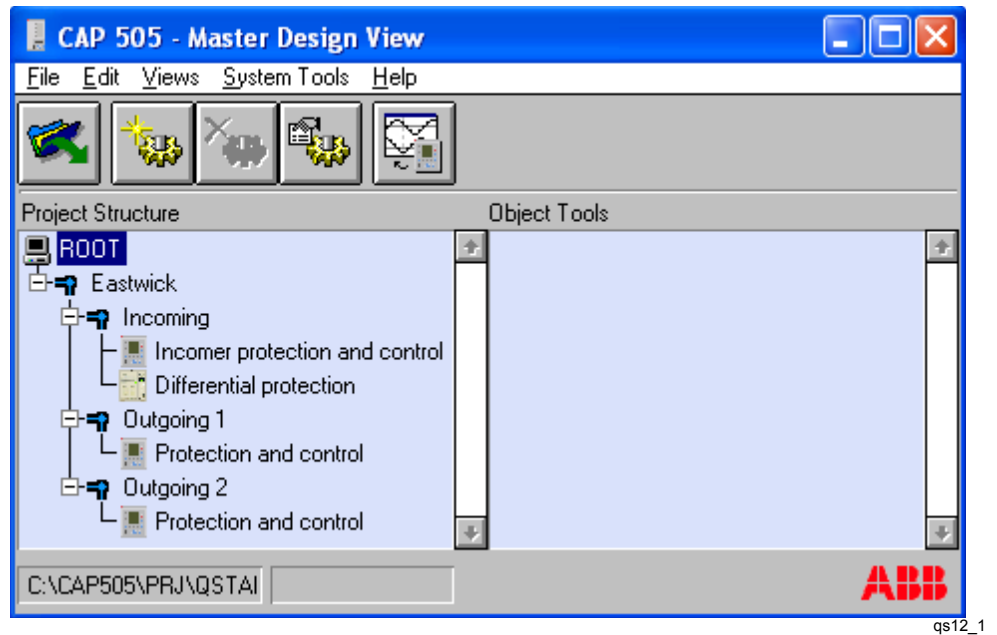 CAP 505 - Master Design View
File Edit Views System Tools Help
Project Structure Object Tools
ROOT
Eastwick
Incoming
Incomer protection and control
Differential protection
Outgoing 1
Protection and control
Outgoing 2
Protection and control
C:\CAP505\PRJ\QSTAI
ABB
qs12_1